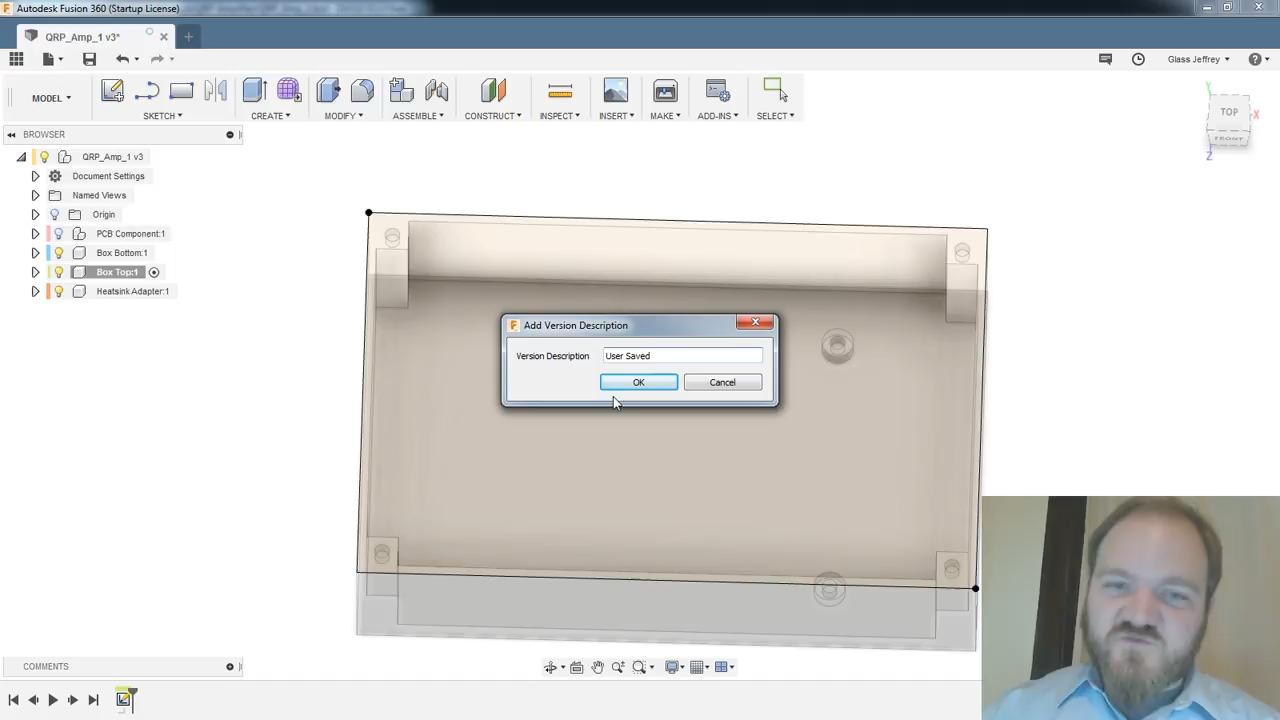 Autodesk Fusion 360 (Startup License)
QRP_Amp_1 v3*
Glass Jeffrey
MODEL
SKETCH
CREATE
MODIFY
ASSEMBLE
CONSTRUCT
INSPECT
INSERT
MAKE
ADD-INS
SELECT
Y
TOP
X
FRONT
Z
BROWSER
QRP_Amp_1 v3
Document Settings
Named Views
Origin
PCB Component:1
Box Bottom:1
Box Top:1
Heatsink Adapter:1
Add Version Description
Version Description
User Saved
OK
Cancel
COMMENTS